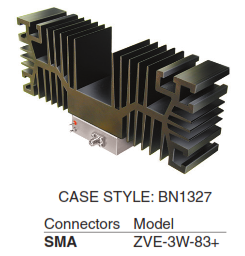 CASE STYLE: BN1327
Connectors Model
SMA ZVE-3W-83+